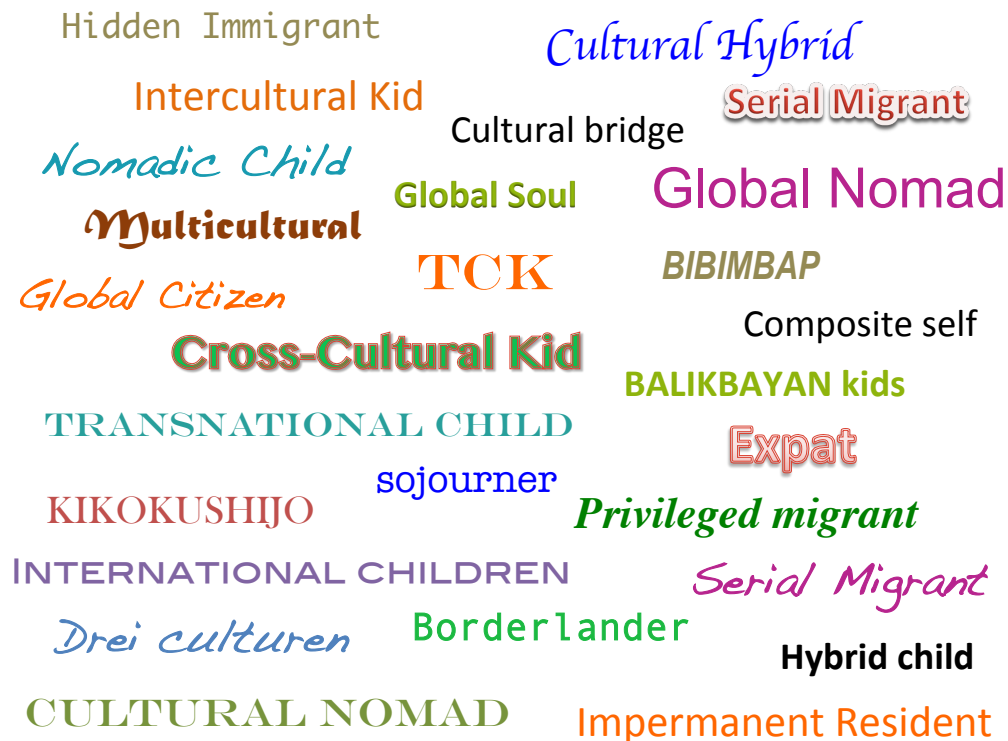 Hidden Immigrant
Cultural Hybrid
Intercultural Kid
Serial Migrant
Cultural bridge
Nomadic Child
Global Soul
Global Nomad
Multicultural
TCK
BIBIMBAP
Global Citizen
Composite self
Cross-Cultural Kid
BALIKBAYAN kids
TRANSNATIONAL CHILD
Expat
sojourner
KIKOKUSHIJO
Privileged migrant
INTERNATIONAL CHILDREN
Serial Migrant
Drei culturen
Borderlander
Hybrid child
CULTURAL NOMAD
Impermanent Resident